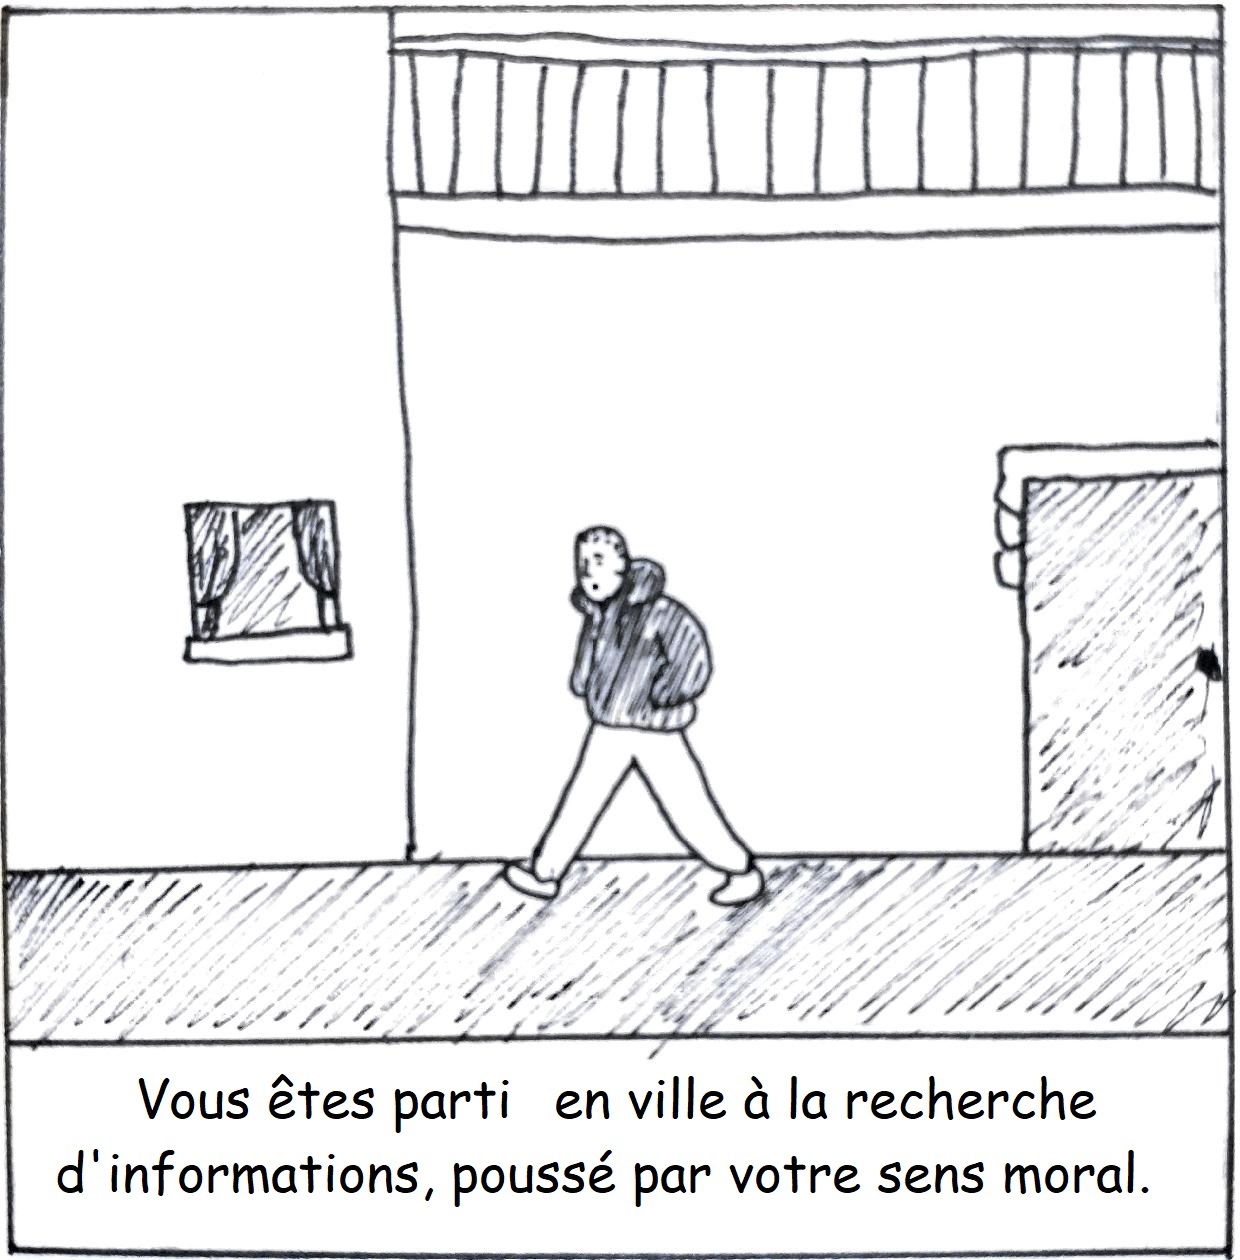 Vous êtes parti en ville à la recherche
d'informations, poussé par votre sens moral.